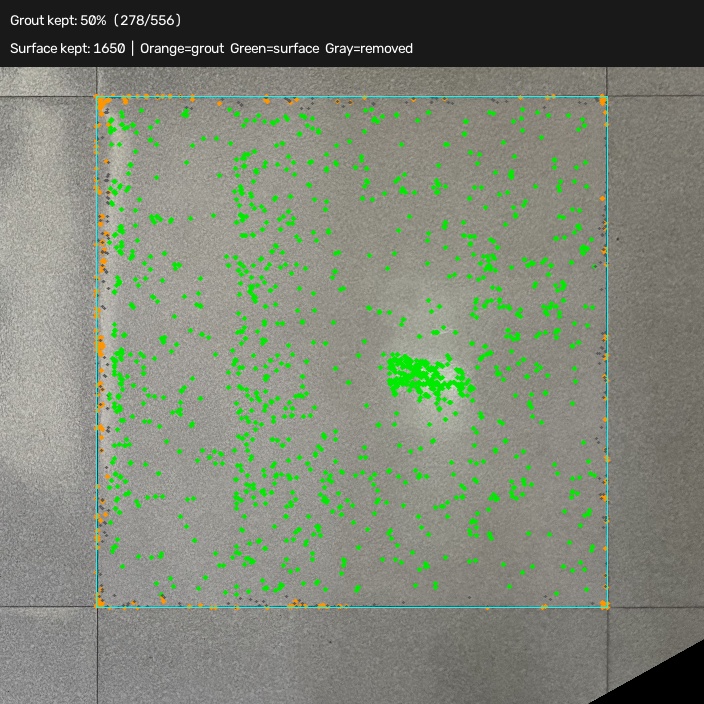 Grout kept: 50%  (278/556)
Surface kept: 1650 | Orange=grout  Green=surface  Gray=removed